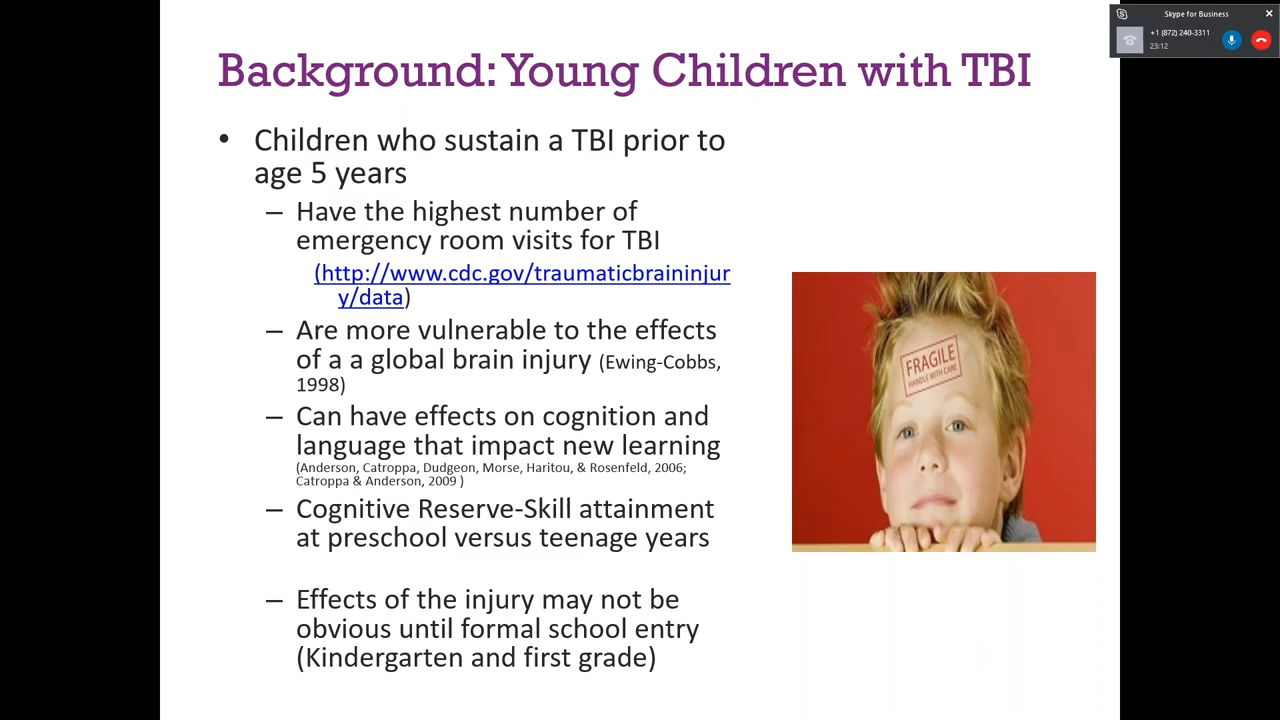 Skype for Business
+1 (872) 240-3311
23:12
Background: Young Children with TBI
• Children who sustain a TBI prior to
age 5 years
– Have the highest number of
emergency room visits for TBI
(http://www.cdc.gov/traumaticbraininjur
y/data)
– Are more vulnerable to the effects
of a a global brain injury (Ewing-Cobbs,
1998)
– Can have effects on cognition and
language that impact new learning
(Anderson, Catroppa, Dudgeon, Morse, Haritou, & Rosenfeld, 2006;
Catroppa & Anderson, 2009 )
– Cognitive Reserve-Skill attainment
at preschool versus teenage years
– Effects of the injury may not be
obvious until formal school entry
(Kindergarten and first grade)
FRAGILE
HANDLE WITH CARE